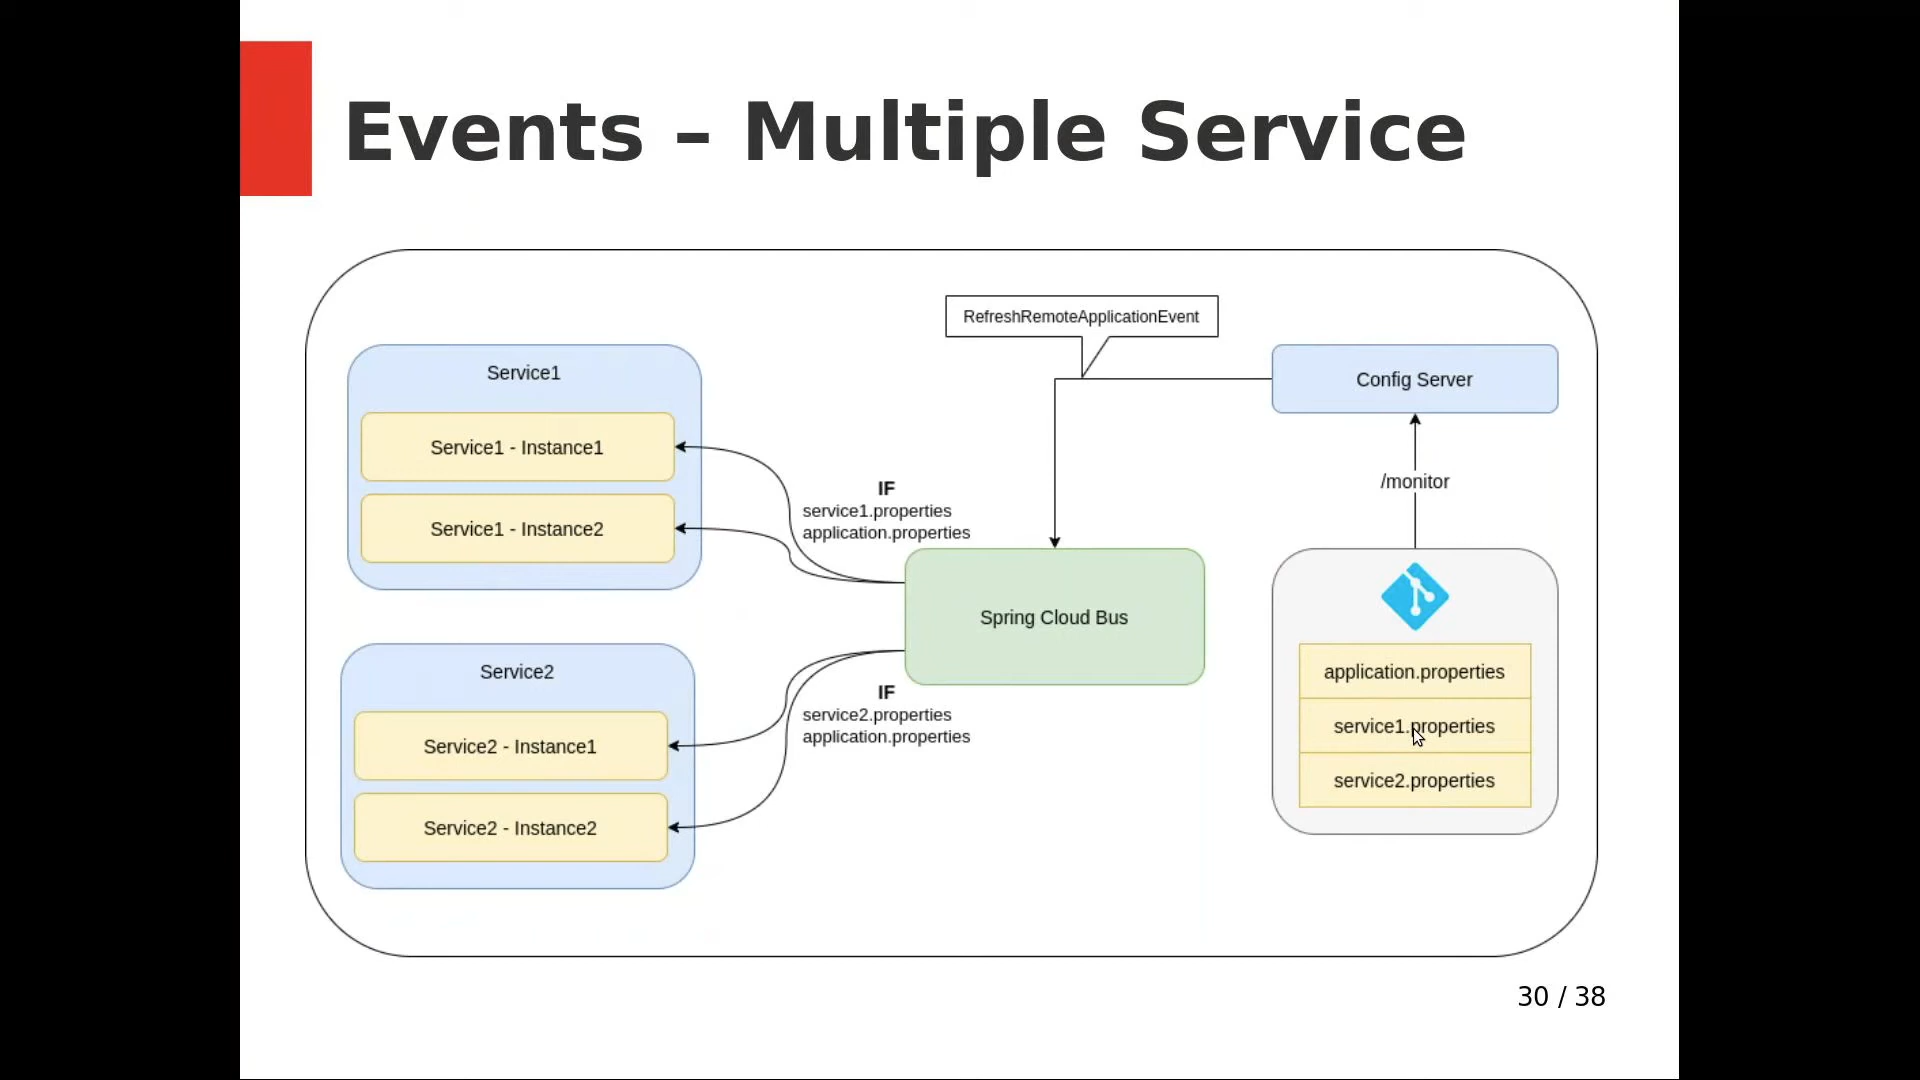 Events – Multiple Service
RefreshRemoteApplicationEvent
Service1
Config Server
Service1 - Instance1
/monitor
IF
service1.properties
application.properties
Service1 - Instance2
Spring Cloud Bus
Service2
application.properties
IF
service2.properties
application.properties
service1.properties
Service2 - Instance1
service2.properties
Service2 - Instance2
30 / 38